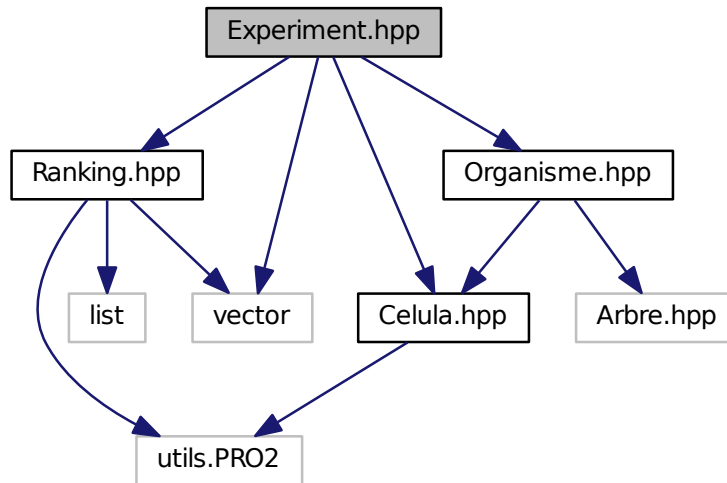 Experiment.hpp
Ranking.hpp
Organisme.hpp
list
vector
Celula.hpp
Arbre.hpp
utils.PRO2